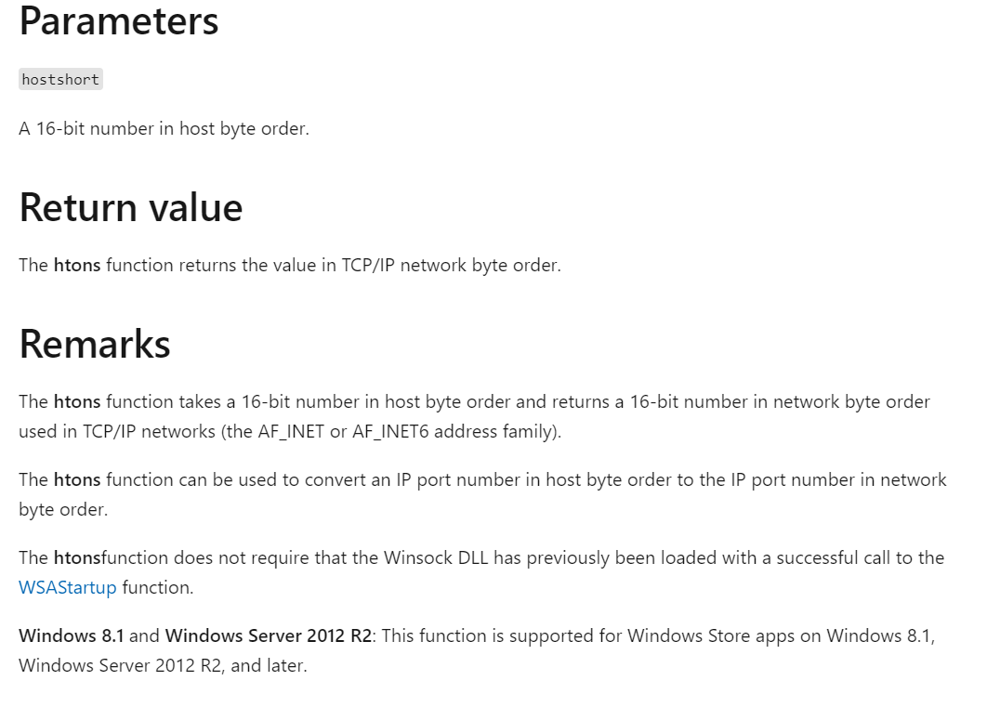 Parameters
hostshort
A 16-bit number in host byte order.
Return value
The htons function returns the value in TCP/IP network byte order.
Remarks
The htons function takes a 16-bit number in host byte order and returns a 16-bit number in network byte order
used in TCP/IP networks (the AF_INET or AF_INET6 address family).
The htons function can be used to convert an IP port number in host byte order to the IP port number in network
byte order.
The htonsfunction does not require that the Winsock DLL has previously been loaded with a successful call to the
WSAStartup function.
Windows 8.1 and Windows Server 2012 R2: This function is supported for Windows Store apps on Windows 8.1,
Windows Server 2012 R2, and later.